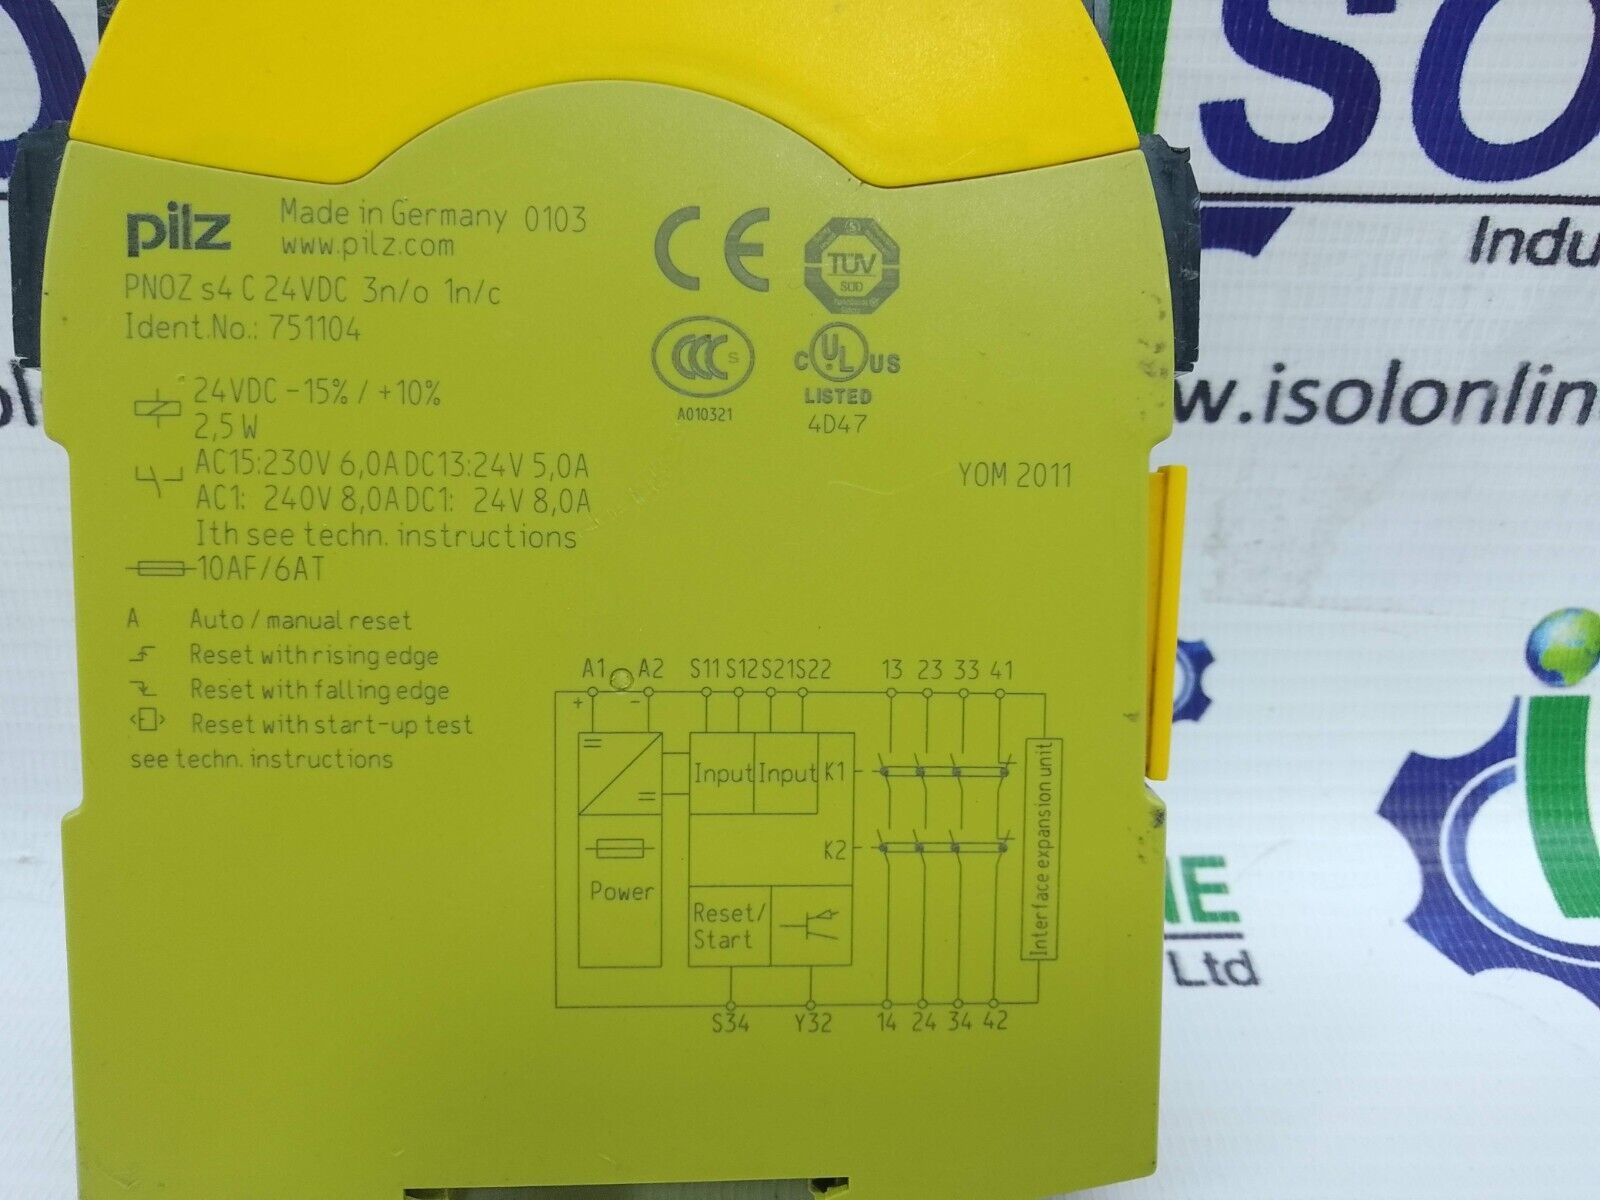 pilz
Made in Germany 0103
www.pilz.com
PNOZ s4 C 24VDC 3n/o 1n/c
Ident.No.: 751104
24VDC -15% / +10%
2,5W
AC15:230V 6,0A DC13:24V 5,0A
AC1: 240V 8,0A DC1: 24V 8,0A
Ith see techn. instructions
10AF/6AT
A Auto / manual reset
Reset with rising edge
Reset with falling edge
Reset with start-up test
see techn. instructions
CE
TÜV
SÜD
CCC S
A010321
C UL US
LISTED
4D47
YOM 2011
A1 A2 S11 S12 S21 S22 13 23 33 41
+ -
Input Input K1
K2
Power
Reset/
Start
Interface expansion unit
S34 Y32 14 24 34 42
SO
Indu
w.isolonlin
NE
Ltd